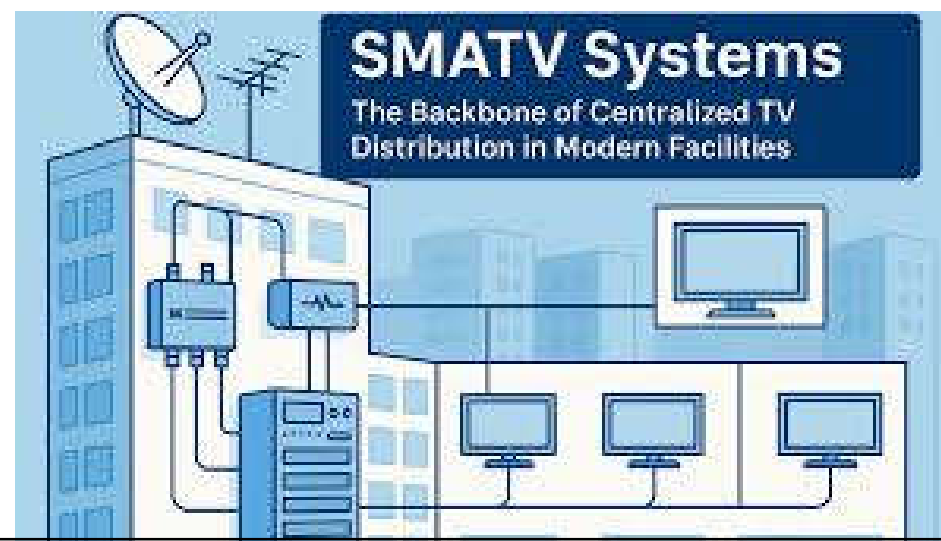 SMATV Systems
The Backbone of Centralized TV
Distribution in Modern Facilities